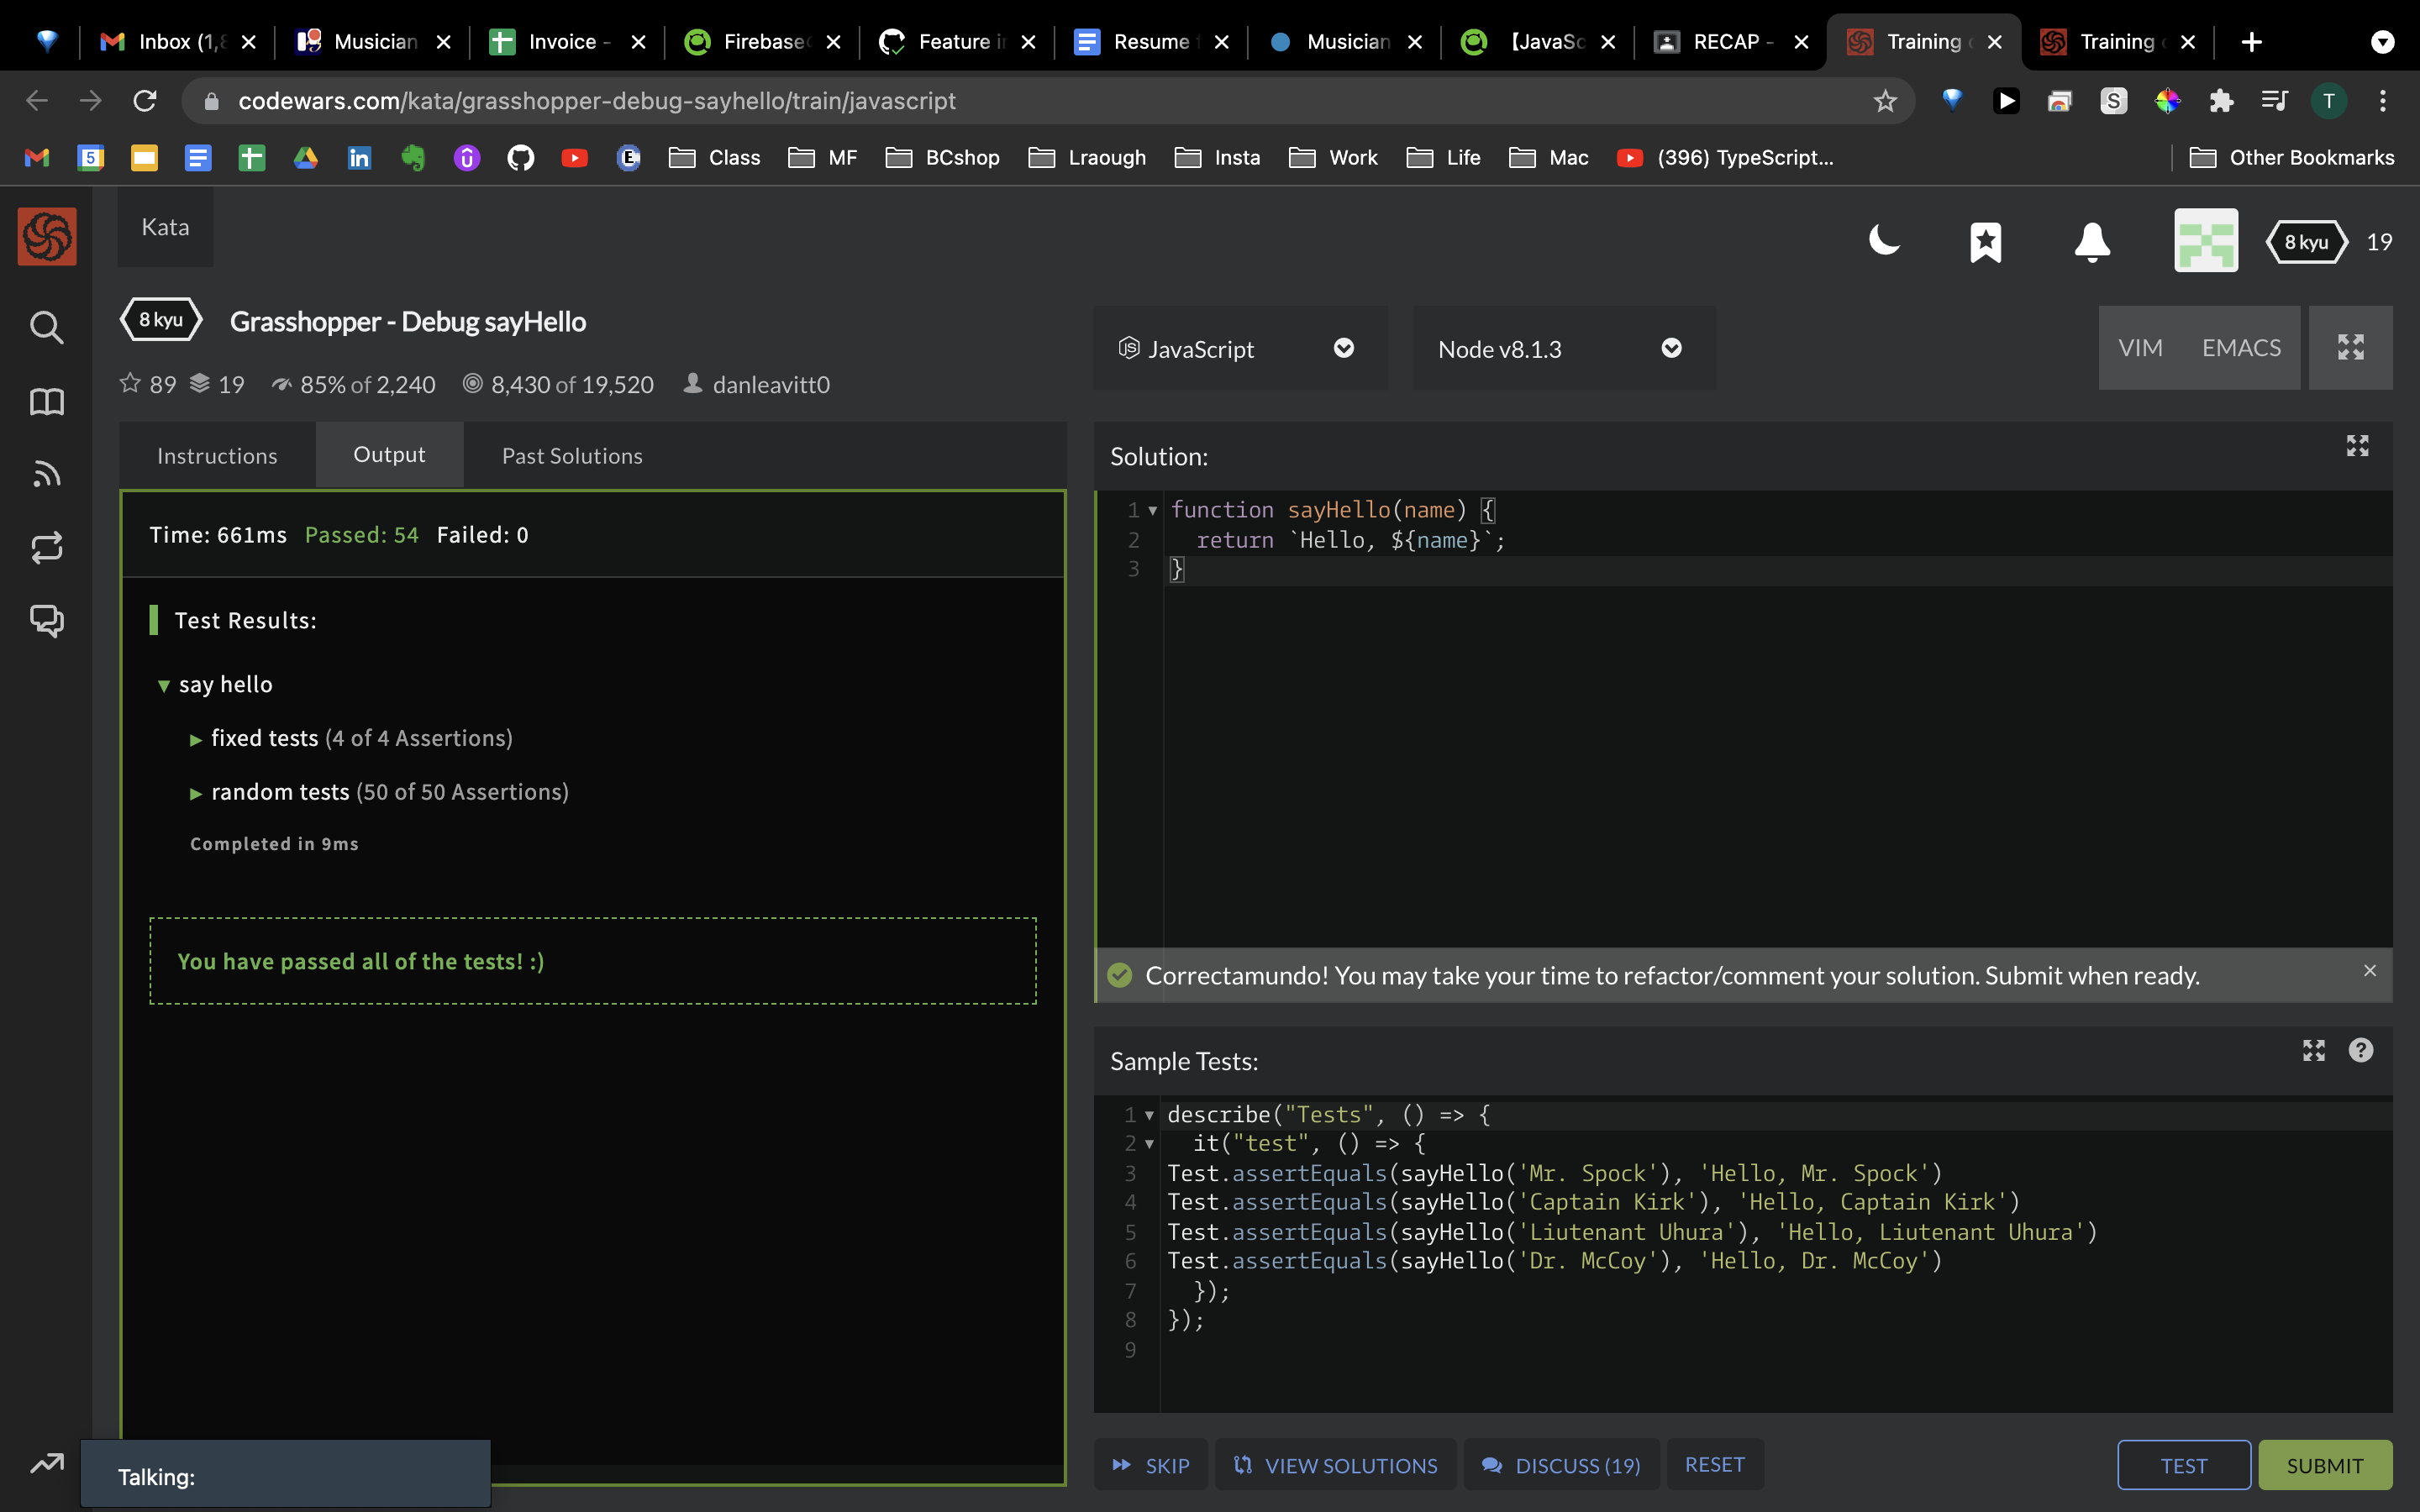 Inbox (1,8
Musician
Invoice -
Firebase
Feature i
Resume f
Musician
【JavaSc
RECAP -
Training
Training
codewars.com/kata/grasshopper-debug-sayhello/train/javascript
T
5
Class
MF
BCshop
Lraough
Insta
Work
Life
Mac
(396) TypeScript...
Other Bookmarks
Kata
8 kyu
19
8 kyu
Grasshopper - Debug sayHello
89 19 85% of 2,240 8,430 of 19,520 danleavitt0
JavaScript
Node v8.1.3
VIM
EMACS
Instructions
Output
Past Solutions
Time: 661ms Passed: 54 Failed: 0
Test Results:
say hello
fixed tests (4 of 4 Assertions)
random tests (50 of 50 Assertions)
Completed in 9ms
You have passed all of the tests! :)
Talking:
Solution:
1 function sayHello(name) {
2 return `Hello, ${name}`;
3 }
Correctamundo! You may take your time to refactor/comment your solution. Submit when ready.
Sample Tests:
1 describe("Tests", () => {
2 it("test", () => {
3 Test.assertEquals(sayHello('Mr. Spock'), 'Hello, Mr. Spock')
4 Test.assertEquals(sayHello('Captain Kirk'), 'Hello, Captain Kirk')
5 Test.assertEquals(sayHello('Liutenant Uhura'), 'Hello, Liutenant Uhura')
6 Test.assertEquals(sayHello('Dr. McCoy'), 'Hello, Dr. McCoy')
7 });
8 });
9
SKIP
VIEW SOLUTIONS
DISCUSS (19)
RESET
TEST
SUBMIT